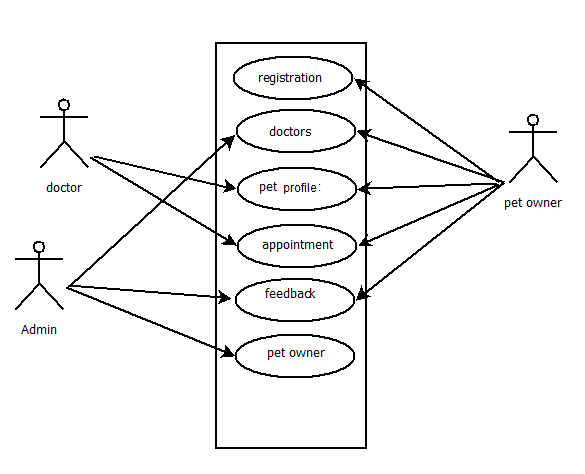 registration
doctors
doctor
pet profile:
pet owner
appointment
feedback
Admin
pet owner